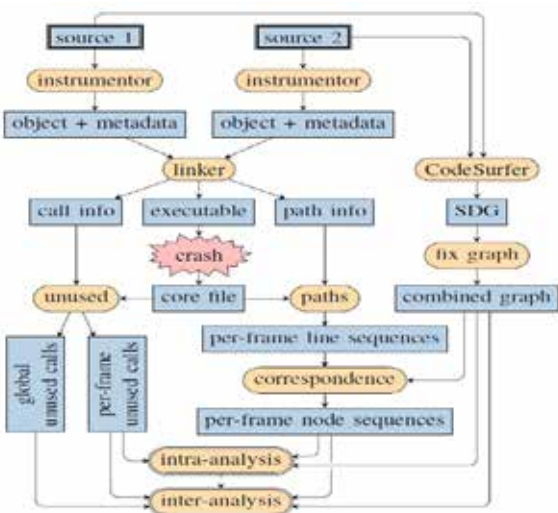 source 1
source 2
instrumentor
instrumentor
object + metadata
object + metadata
linker
CodeSurfer
call info
executable
path info
SDG
crash
fix graph
unused
core file
paths
combined graph
global
unused calls
per-frame
unused calls
per-frame line sequences
correspondence
per-frame node sequences
intra-analysis
inter-analysis